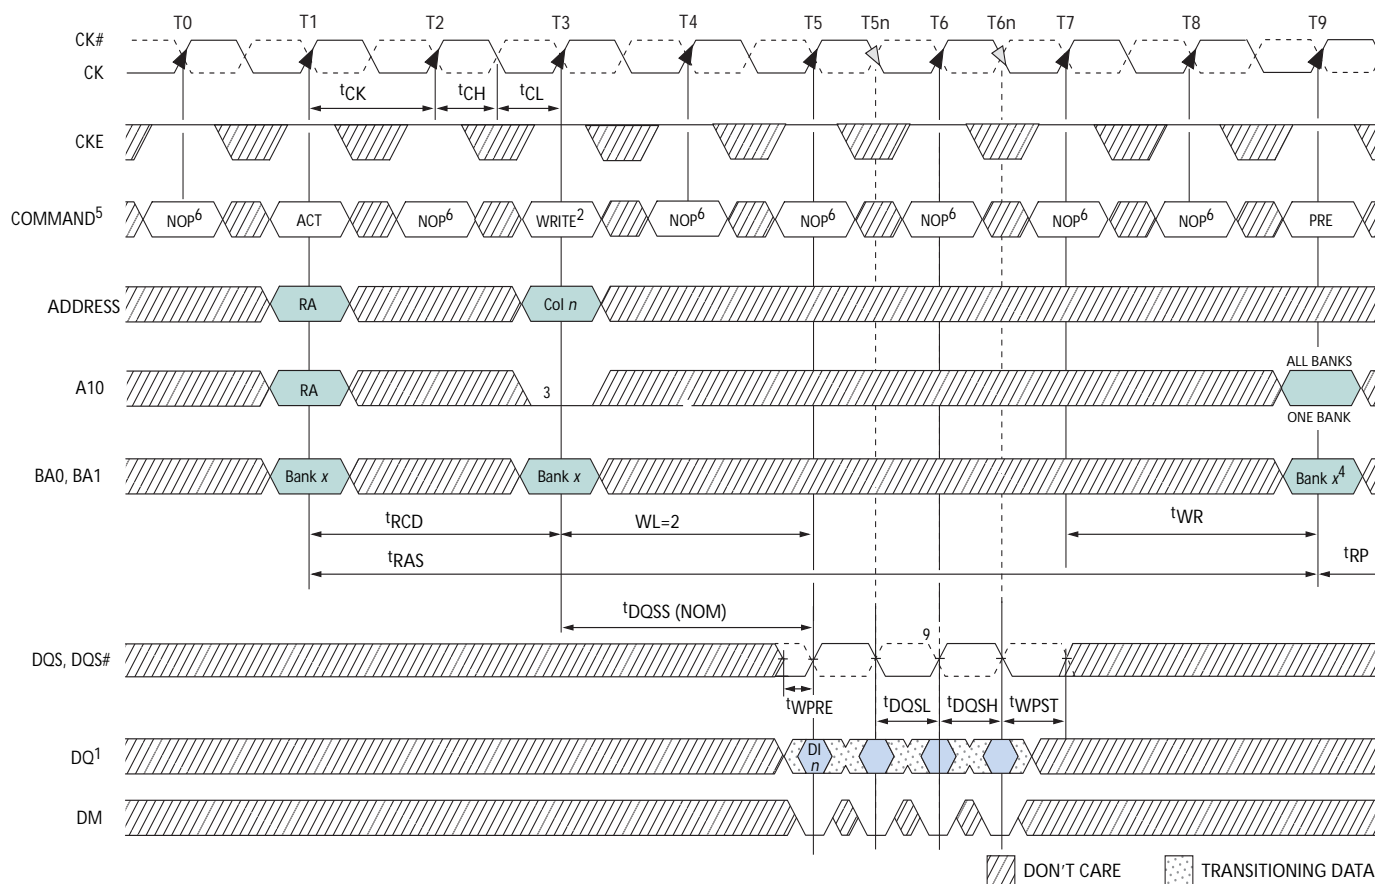 T0 T1 T2 T3 T4 T5 T5n T6 T6n T7 T8 T9
CK#
CK
tCK tCH tCL
CKE
COMMAND5 NOP6 ACT NOP6 WRITE2 NOP6 NOP6 NOP6 NOP6 NOP6 PRE
ADDRESS RA Col n
ALL BANKS
A10 RA 3
ONE BANK
BA0, BA1 Bank x Bank x Bank x4
tRCD WL=2 tWR
tRAS tRP
tDQSS (NOM)
9
DQS, DQS#
tWPRE tDQSL tDQSH tWPST
DQ1 DI
n
DM
DON'T CARE TRANSITIONING DATA